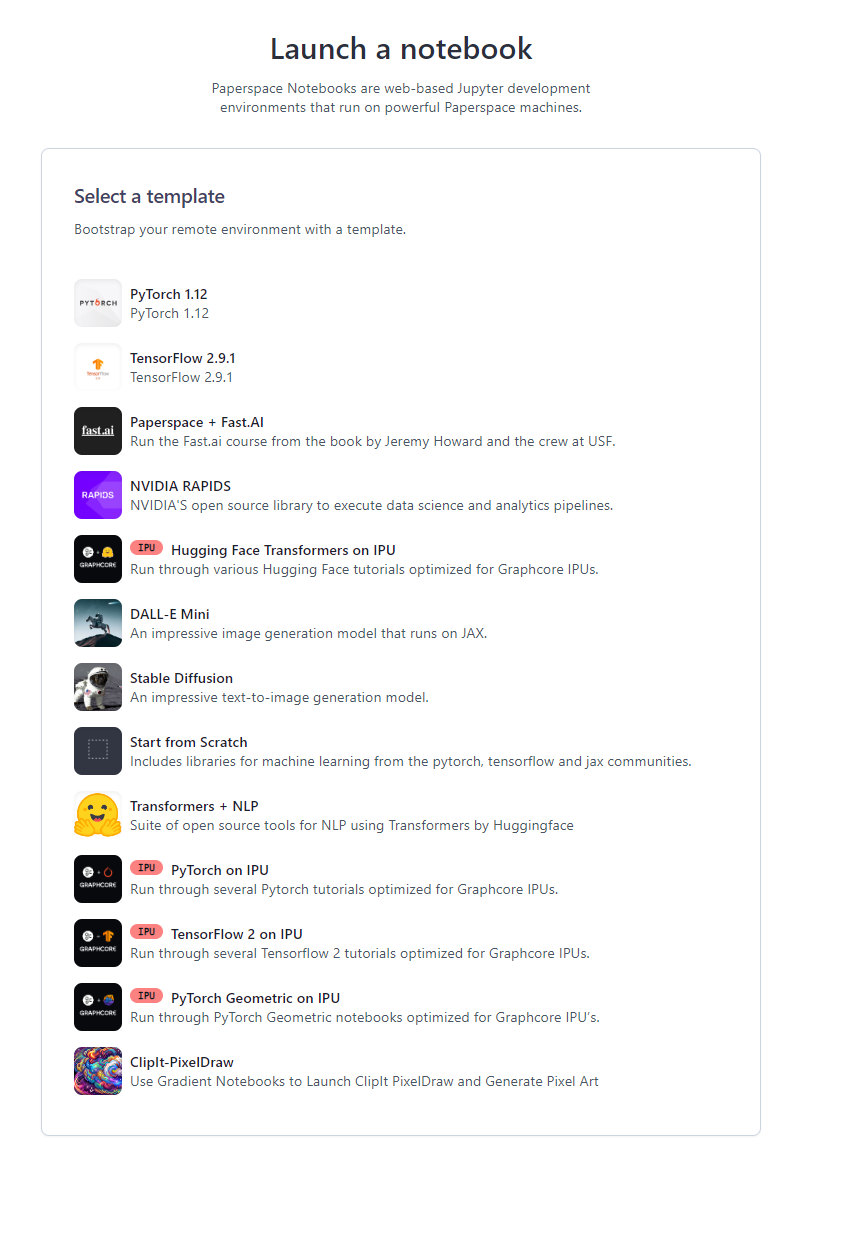 Launch a notebook
Paperspace Notebooks are web-based Jupyter development
environments that run on powerful Paperspace machines.
Select a template
Bootstrap your remote environment with a template.
PYTORCH
PyTorch 1.12
PyTorch 1.12
TensorFlow
TensorFlow 2.9.1
TensorFlow 2.9.1
fast.ai
Paperspace + Fast.AI
Run the Fast.ai course from the book by Jeremy Howard and the crew at USF.
RAPIDS
NVIDIA RAPIDS
NVIDIA'S open source library to execute data science and analytics pipelines.
GRAPHCORE
IPU Hugging Face Transformers on IPU
Run through various Hugging Face tutorials optimized for Graphcore IPUs.
DALL-E Mini
An impressive image generation model that runs on JAX.
Stable Diffusion
An impressive text-to-image generation model.
Start from Scratch
Includes libraries for machine learning from the pytorch, tensorflow and jax communities.
Transformers + NLP
Suite of open source tools for NLP using Transformers by Huggingface
GRAPHCORE
IPU PyTorch on IPU
Run through several Pytorch tutorials optimized for Graphcore IPUs.
GRAPHCORE
IPU TensorFlow 2 on IPU
Run through several Tensorflow 2 tutorials optimized for Graphcore IPUs.
GRAPHCORE
IPU PyTorch Geometric on IPU
Run through PyTorch Geometric notebooks optimized for Graphcore IPU's.
ClipIt-PixelDraw
Use Gradient Notebooks to Launch ClipIt PixelDraw and Generate Pixel Art